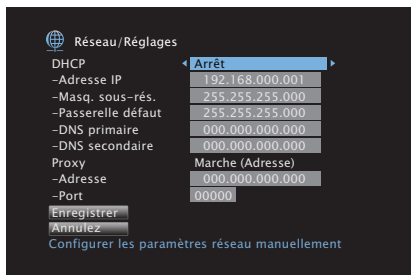 Réseau/Réglages
DHCP Arrêt
–Adresse IP 192.168.000.001
–Masq. sous-rés. 255.255.255.000
–Passerelle défaut 255.255.255.000
–DNS primaire 000.000.000.000
–DNS secondaire 000.000.000.000
Proxy Marche (Adresse)
–Adresse 000.000.000.000
–Port 00000
Enregistrer
Annulez
Configurer les paramètres réseau manuellement